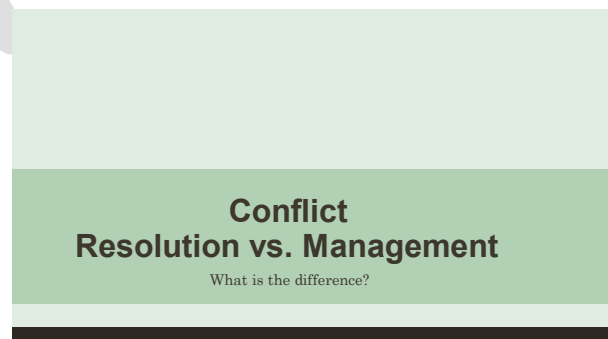 Conflict
Resolution vs. Management
What is the difference?